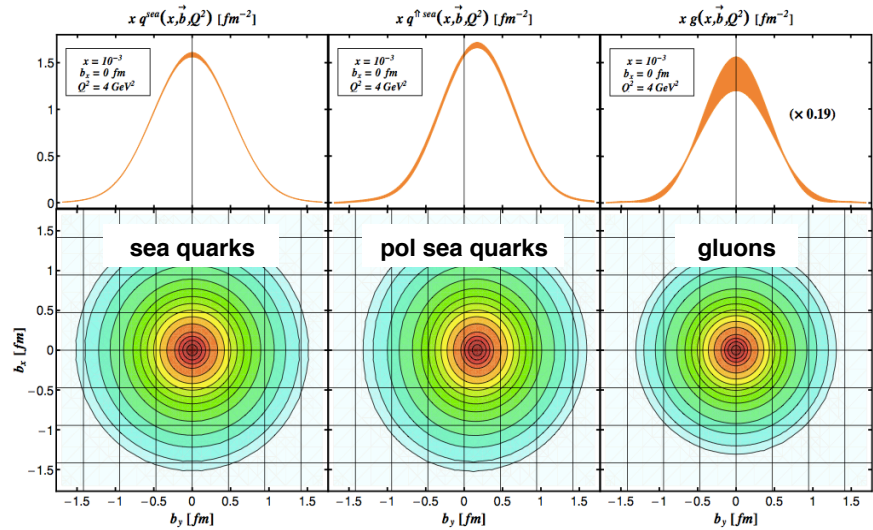 x q^sea(x,b⃗,Q²) [fm⁻²]
x q^⇑ sea(x,b⃗,Q²) [fm⁻²]
x g(x,b⃗,Q²) [fm⁻²]
x = 10⁻³
b_x = 0 fm
Q² = 4 GeV²
x = 10⁻³
b_x = 0 fm
Q² = 4 GeV²
x = 10⁻³
b_x = 0 fm
Q² = 4 GeV²
(× 0.19)
1.5
1
0.5
0
1.5
1
0.5
0
−0.5
−1
−1.5
b_x [fm]
sea quarks
pol sea quarks
gluons
−1.5 −1 −0.5 0 0.5 1 1.5
−1.5 −1 −0.5 0 0.5 1 1.5
−1.5 −1 −0.5 0 0.5 1 1.5
b_y [fm]
b_y [fm]
b_y [fm]